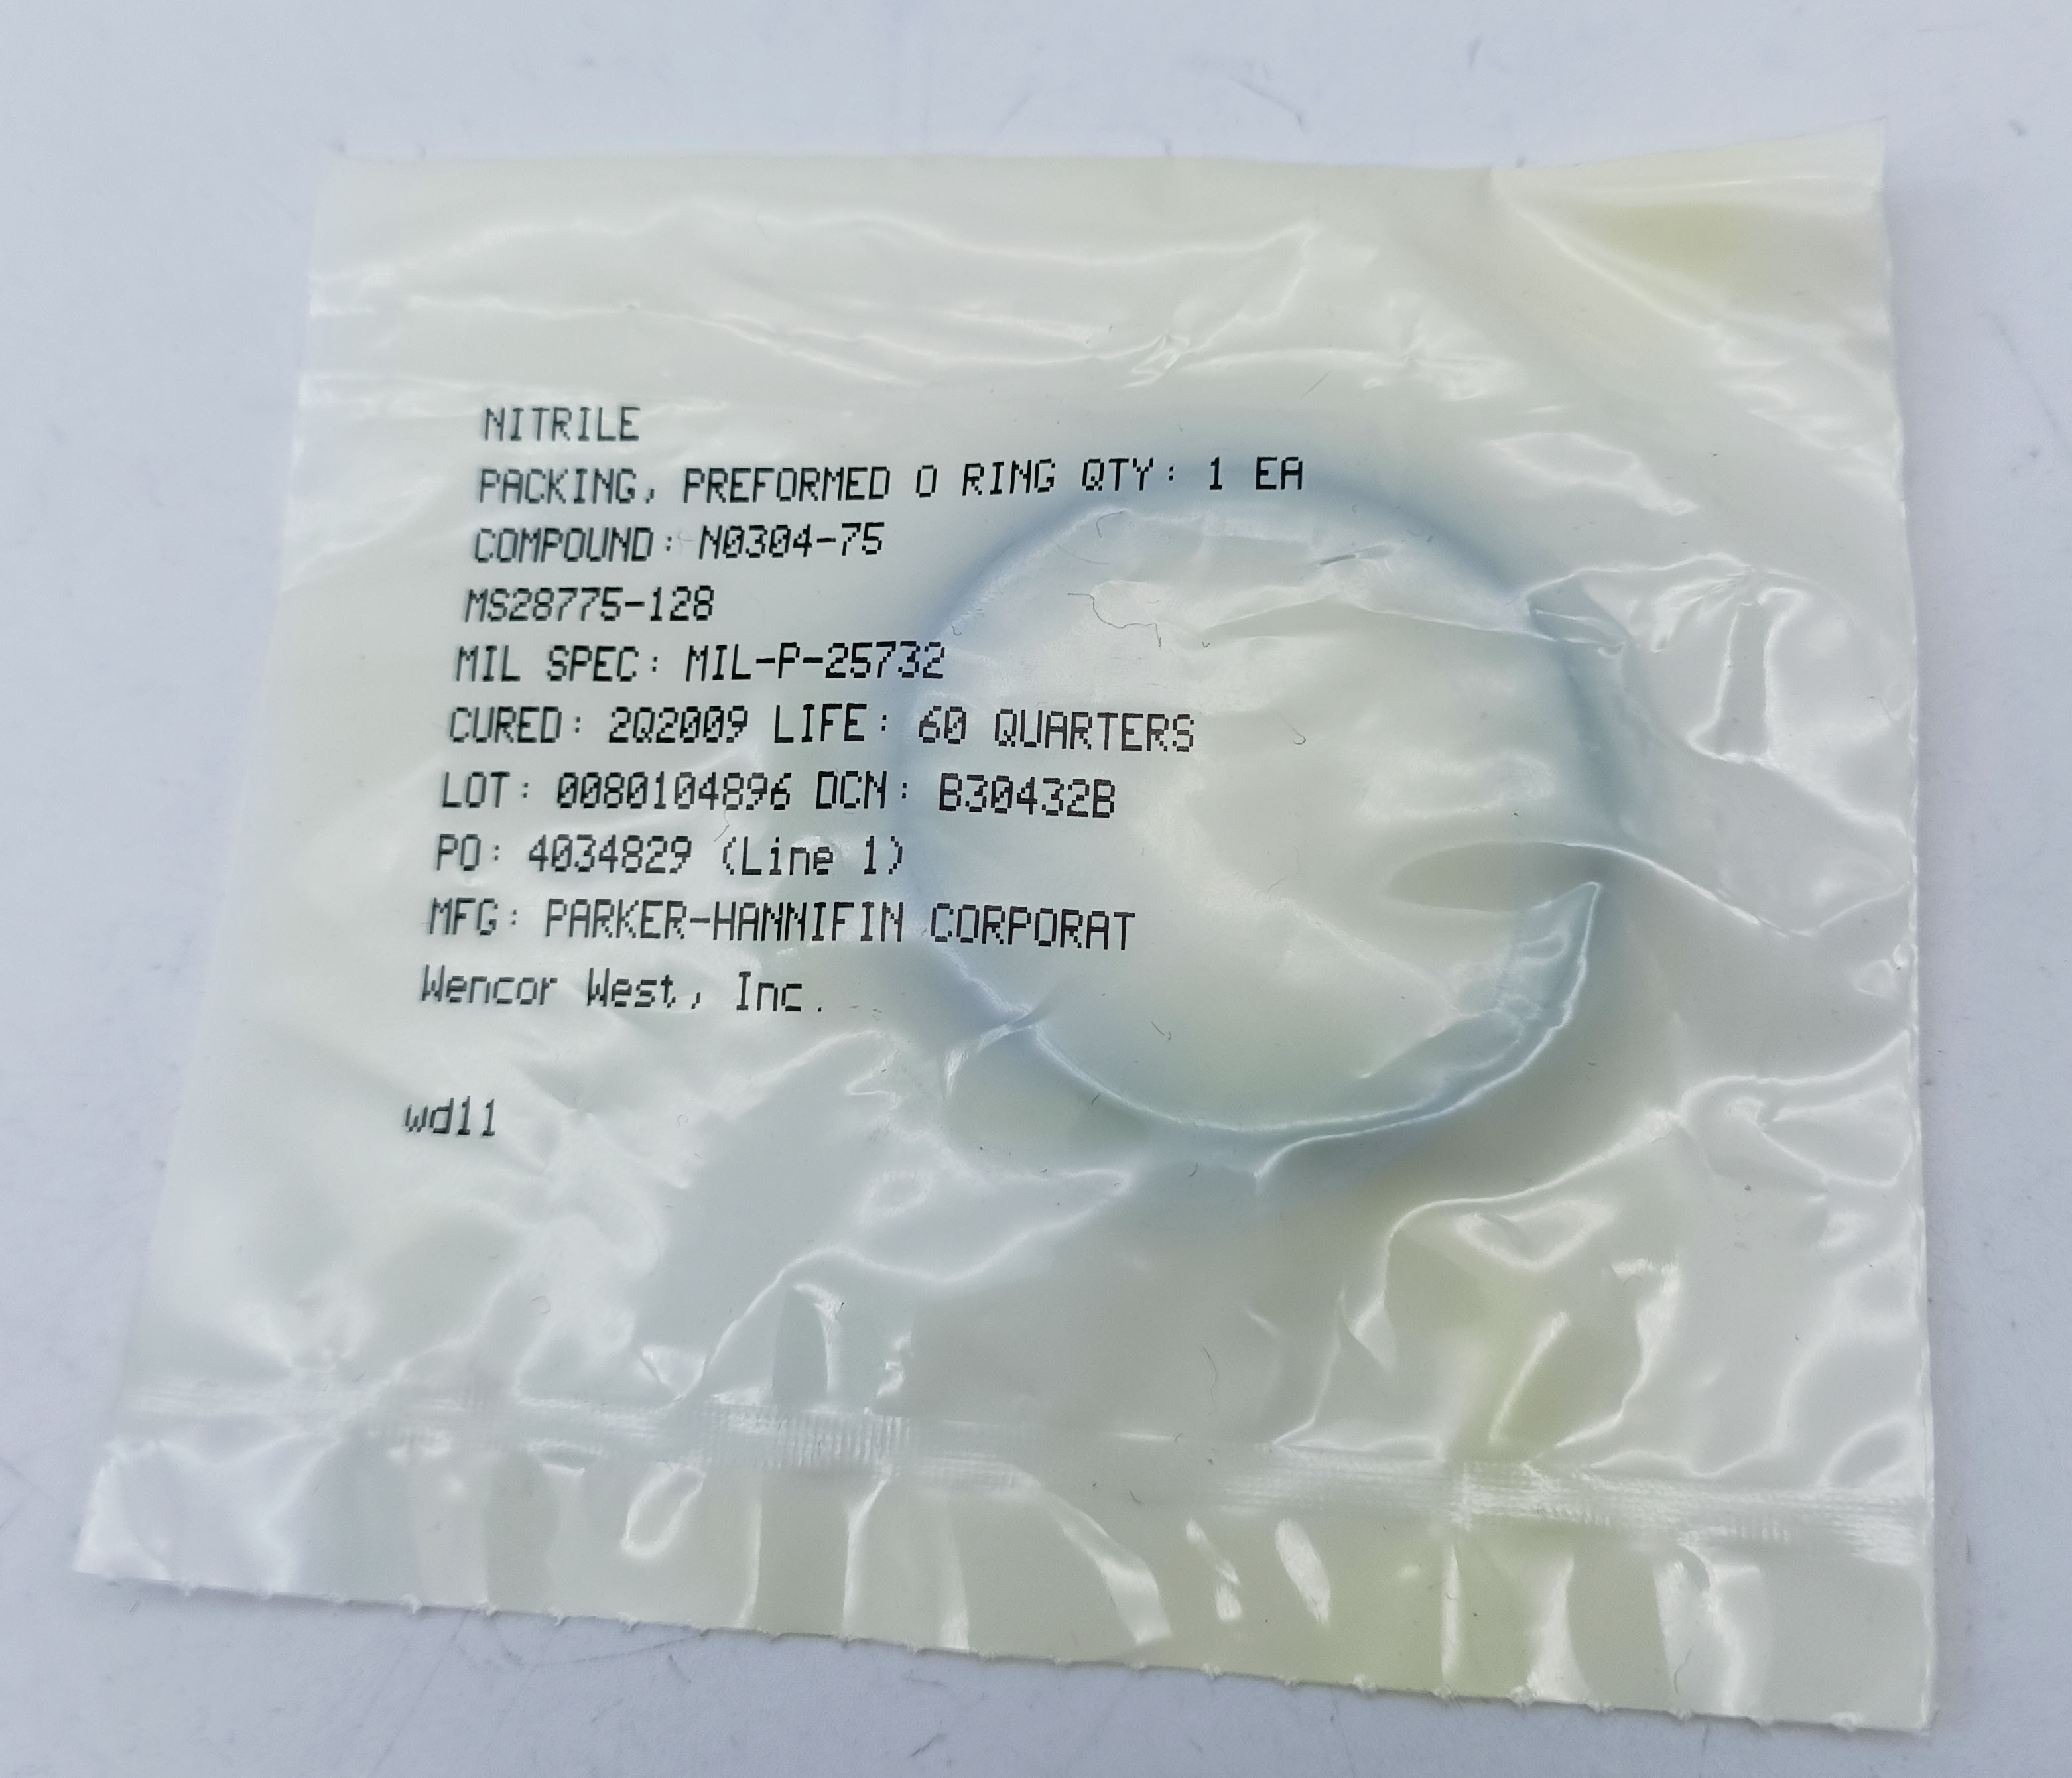 NITRILE
PACKING, PREFORMED O RING QTY: 1 EA
COMPOUND: N0304-75
MS28775-128
MIL SPEC: MIL-P-25732
CURED: 2Q2009 LIFE: 60 QUARTERS
LOT: 0080104896 DCN: B30432B
PO: 4034829 (Line 1)
MFG: PARKER-HANNIFIN CORPORAT
Wencor West, Inc.
wd11